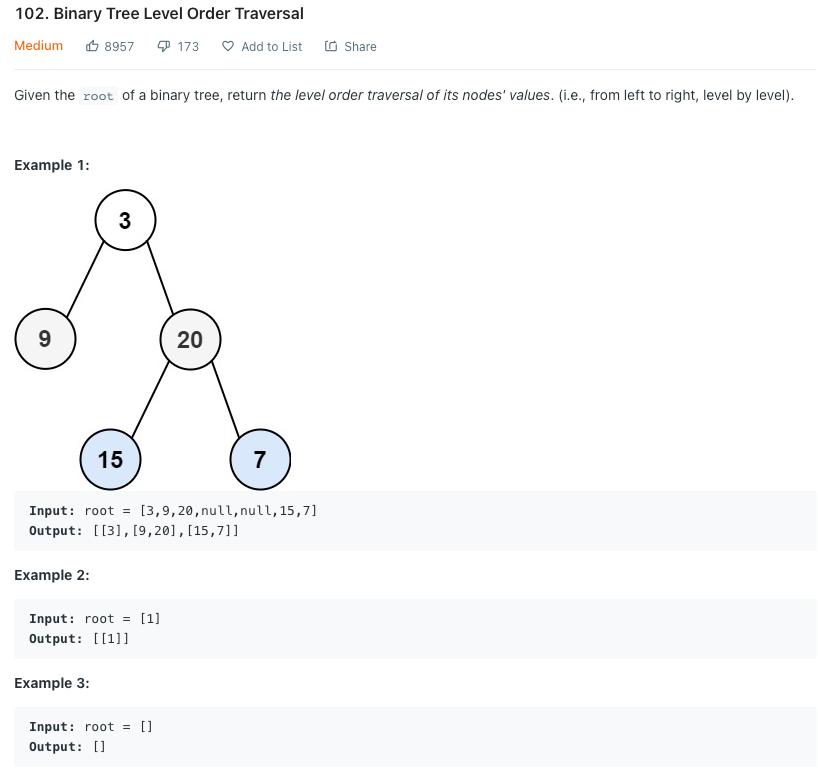 102. Binary Tree Level Order Traversal
Medium 8957 173 Add to List Share
Given the root of a binary tree, return the level order traversal of its nodes' values. (i.e., from left to right, level by level).
Example 1:
3
9 20
15 7
Input: root = [3,9,20,null,null,15,7]
Output: [[3],[9,20],[15,7]]
Example 2:
Input: root = [1]
Output: [[1]]
Example 3:
Input: root = []
Output: []